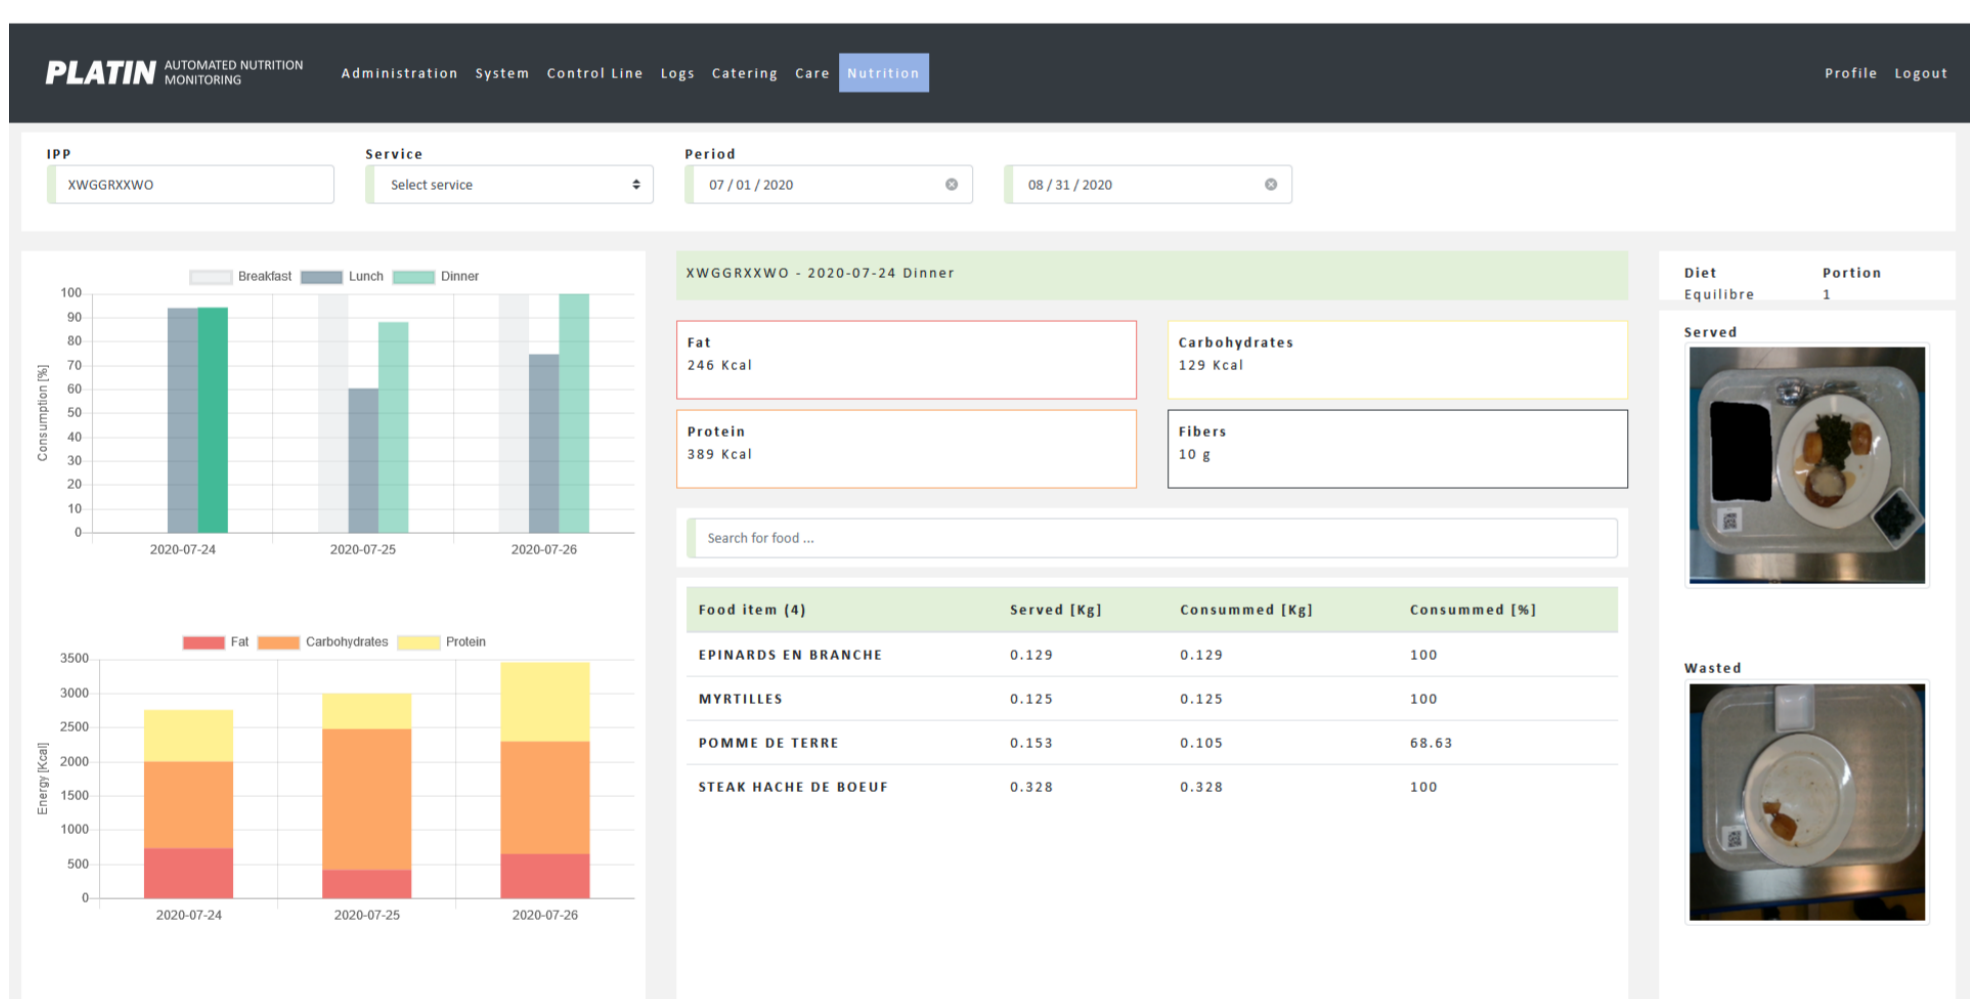 PLATIN AUTOMATED NUTRITION MONITORING
Administration System Control Line Logs Catering Care Nutrition
Profile Logout
IPP
XWGGRXXWO
Service
Select service
Period
07 / 01 / 2020
08 / 31 / 2020
Breakfast Lunch Dinner
100
90
80
70
60
50
40
30
20
10
0
Consumption [%]
2020-07-24 2020-07-25 2020-07-26
Fat Carbohydrates Protein
3500
3000
2500
2000
1500
1000
500
0
Energy [Kcal]
2020-07-24 2020-07-25 2020-07-26
XWGGRXXWO - 2020-07-24 Dinner
Fat
246 Kcal
Carbohydrates
129 Kcal
Protein
389 Kcal
Fibers
10 g
Search for food ...
Food item (4) Served [Kg] Consummed [Kg] Consummed [%]
EPINARDS EN BRANCHE 0.129 0.129 100
MYRTILLES 0.125 0.125 100
POMME DE TERRE 0.153 0.105 68.63
STEAK HACHE DE BOEUF 0.328 0.328 100
Diet Portion
Equilibre 1
Served
Wasted